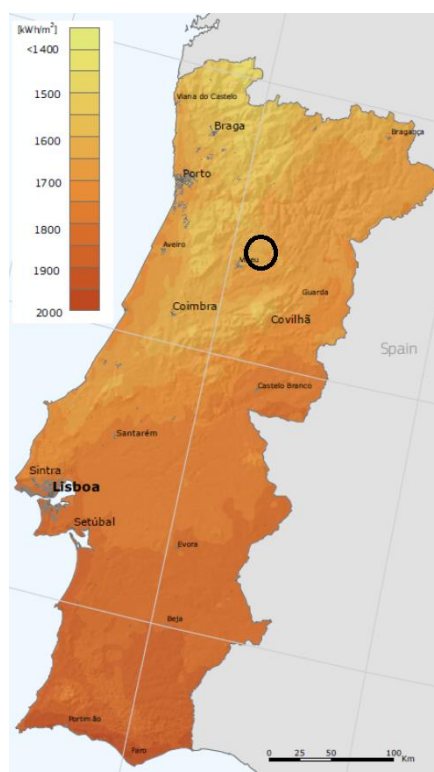 [kWh/m²]
<1400
1500
1600
1700
1800
1900
2000
Viana do Castelo
Braga
Bragança
Porto
Aveiro
Guarda
Coimbra
Covilhã
Spain
Castelo Branco
Santarém
Sintra
Lisboa
Setúbal
Evora
Beja
Portimão
Faro
0 25 50 100
Km